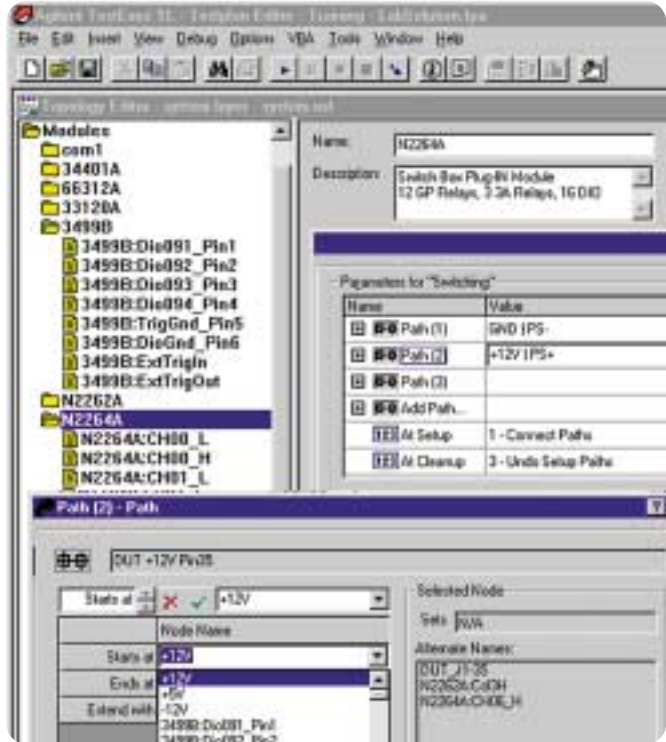 Agilent TestExec SL - Testplan Editor - Training - LabSolution.tpa
File Edit Insert View Debug Options VBA Tools Window Help
Topology Editor - system layer - system.ust
Modules
com1
34401A
66312A
33120A
3499B
3499B:Dio091_Pin1
3499B:Dio092_Pin2
3499B:Dio093_Pin3
3499B:Dio094_Pin4
3499B:TrigGnd_Pin5
3499B:DioGnd_Pin6
3499B:ExtTrigIn
3499B:ExtTrigOut
N2262A
N2264A
N2264A:CH00_L
N2264A:CH00_H
N2264A:CH01_L
Name: N2264A
Description: Switch Box Plug-IN Module
12 GP Relays, 3 3A Relays, 16 DIO
Parameters for "Switching"
Name Value
Path (1) GND | PS-
Path (2) +12V | PS+
Path (3)
Add Path...
At Setup 1 - Connect Paths
At Cleanup 3 - Undo Setup Paths
Path (2) - Path
DUT +12V Pin35
Starts at +12V
Node Name
Starts at +12V
Ends at +12V
+5V
Extend with -12V
3499B:Dio091_Pin1
3499B:Dio092_Pin2
Selected Node
Sets N/A
Alternate Names:
DUT_J1-35
N2262A:Col3H
N2264A:CH06_H